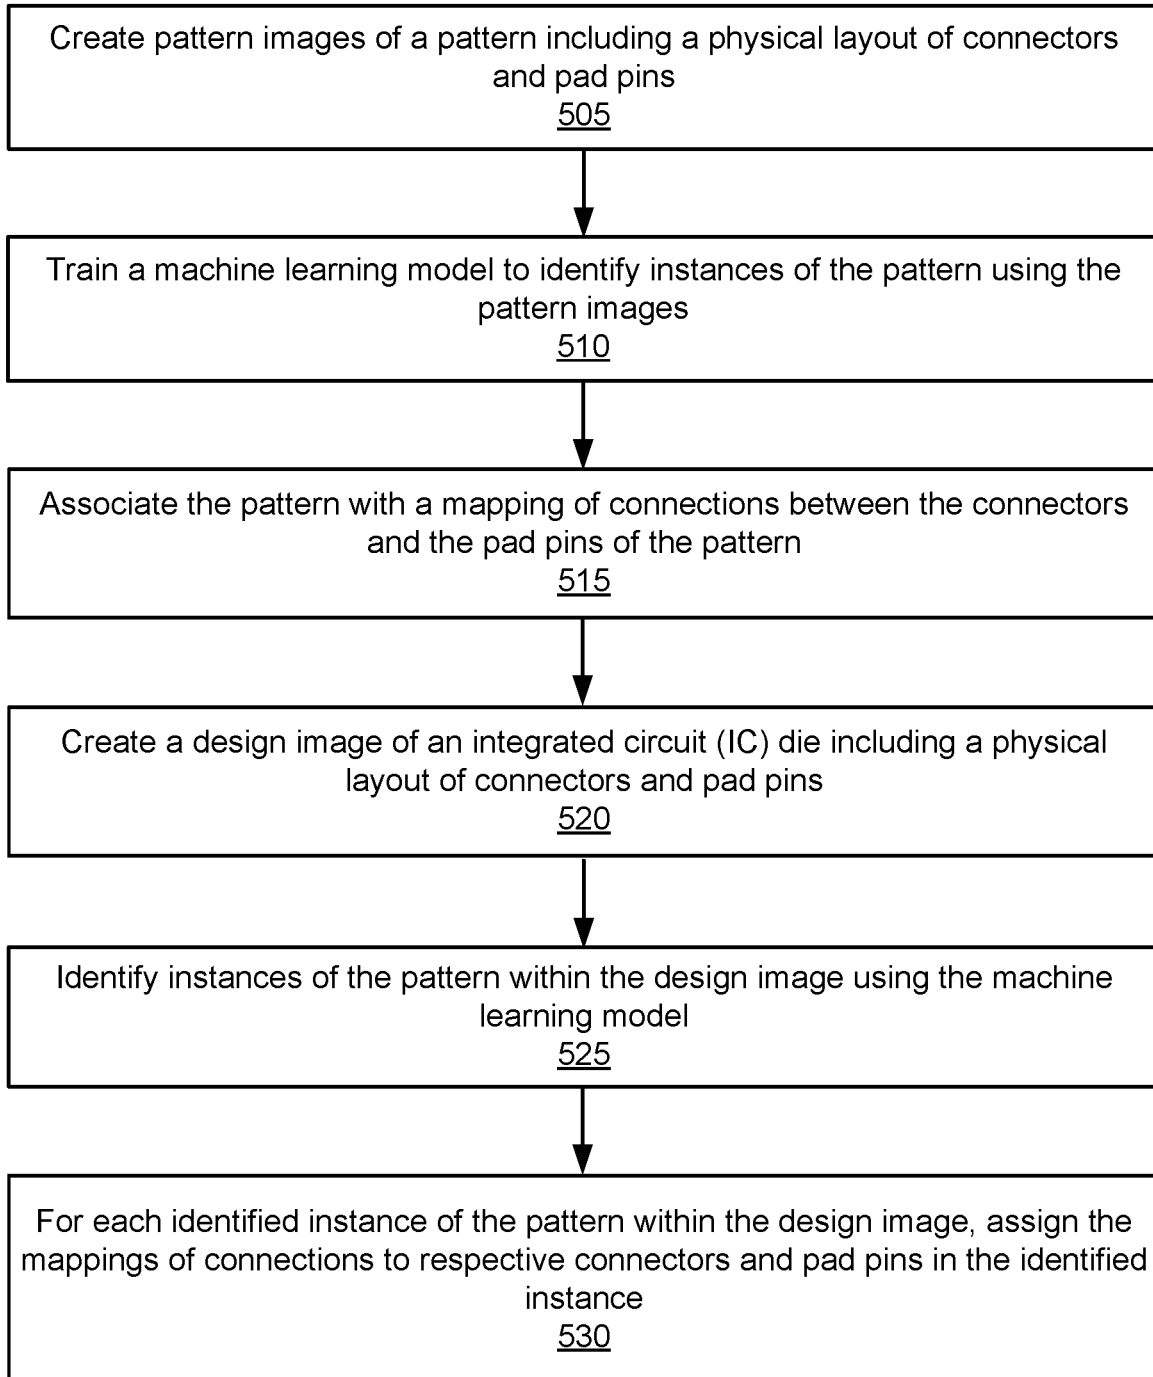 Create pattern images of a pattern including a physical layout of connectors
and pad pins
505
Train a machine learning model to identify instances of the pattern using the
pattern images
510
Associate the pattern with a mapping of connections between the connectors
and the pad pins of the pattern
515
Create a design image of an integrated circuit (IC) die including a physical
layout of connectors and pad pins
520
Identify instances of the pattern within the design image using the machine
learning model
525
For each identified instance of the pattern within the design image, assign the
mappings of connections to respective connectors and pad pins in the identified
instance
530